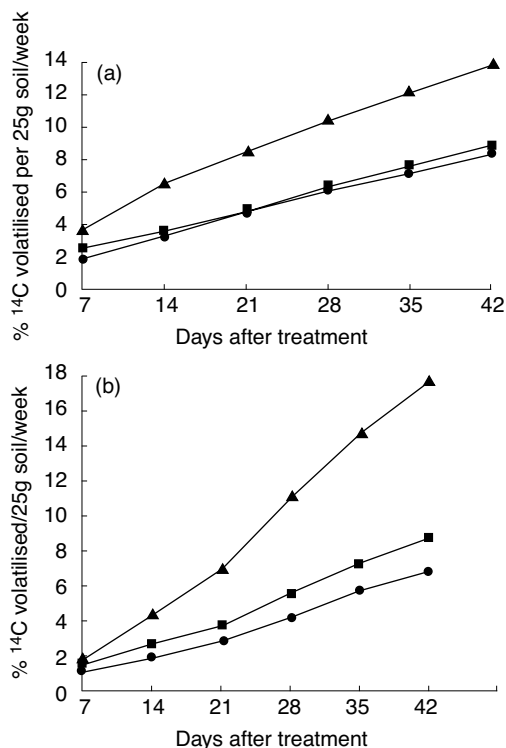 (a)
% ¹⁴C volatilised per 25g soil/week
14
12
10
8
6
4
2
0
7 14 21 28 35 42
Days after treatment
(b)
% ¹⁴C volatilised/25g soil/week
18
16
14
12
10
8
6
4
2
0
7 14 21 28 35 42
Days after treatment